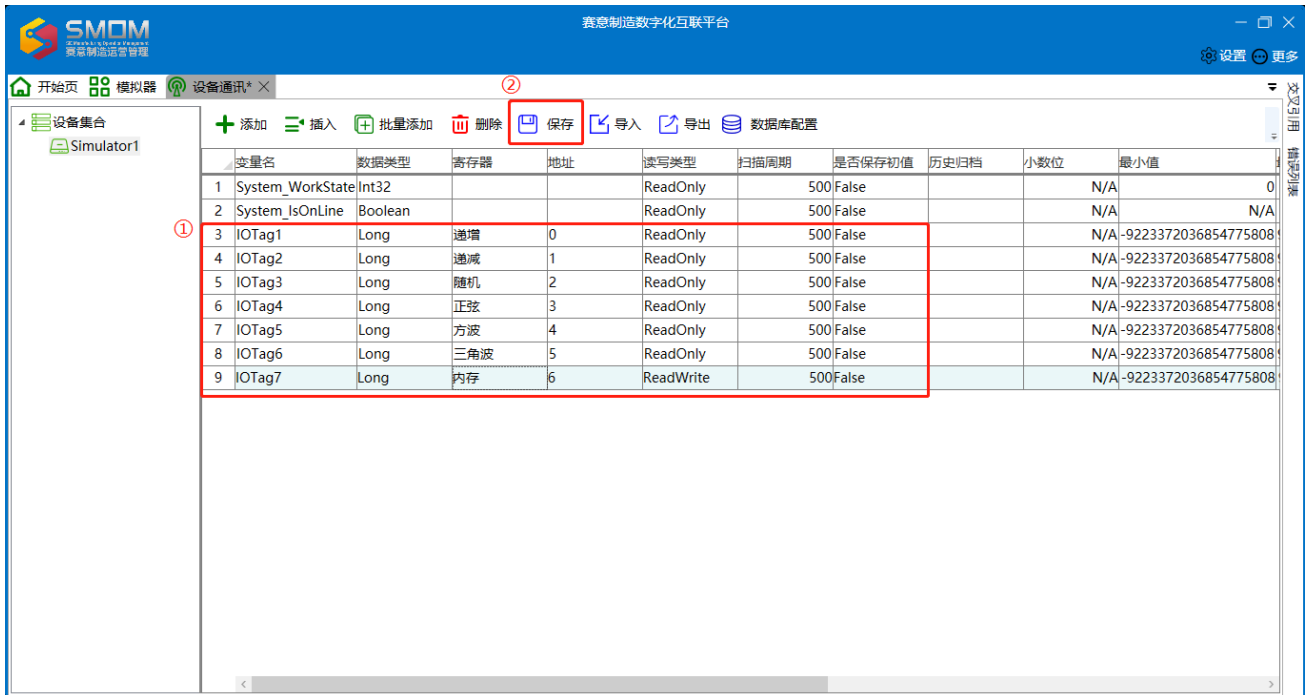 赛意制造数字化互联平台
SMOM
赛意制造运营管理
设置 更多
开始页 模拟器 设备通讯*
②
设备集合
Simulator1
添加 插入 批量添加 删除 保存 导入 导出 数据库配置
交叉引用
错误列表
变量名 数据类型 寄存器 地址 读写类型 扫描周期 是否保存初值 历史归档 小数位 最小值
1 System_WorkState Int32 ReadOnly 500 False N/A 0
2 System_IsOnLine Boolean ReadOnly 500 False N/A N/A
①
3 IOTag1 Long 递增 0 ReadOnly 500 False N/A -9223372036854775808
4 IOTag2 Long 递减 1 ReadOnly 500 False N/A -9223372036854775808
5 IOTag3 Long 随机 2 ReadOnly 500 False N/A -9223372036854775808
6 IOTag4 Long 正弦 3 ReadOnly 500 False N/A -9223372036854775808
7 IOTag5 Long 方波 4 ReadOnly 500 False N/A -9223372036854775808
8 IOTag6 Long 三角波 5 ReadOnly 500 False N/A -9223372036854775808
9 IOTag7 Long 内存 6 ReadWrite 500 False N/A -9223372036854775808